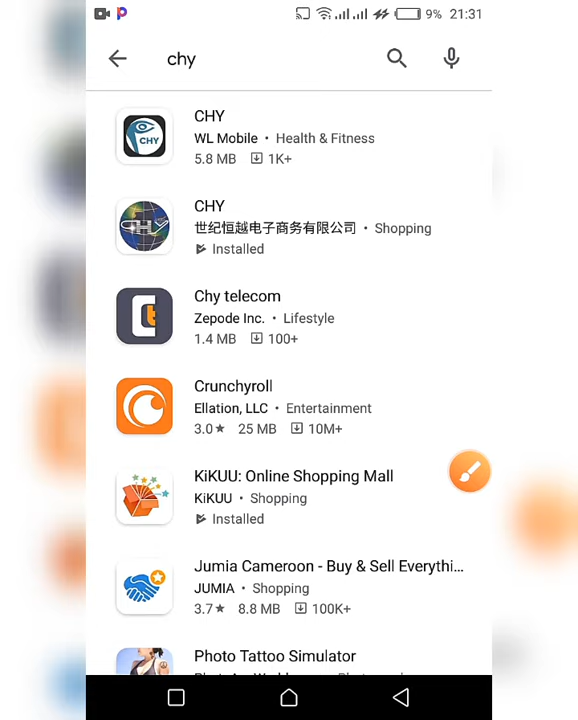 9% 21:31
chy
CHY
CHY
WL Mobile • Health & Fitness
5.8 MB 1K+
CHY
世纪恒越电子商务有限公司 • Shopping
Installed
Chy telecom
Zepode Inc. • Lifestyle
1.4 MB 100+
Crunchyroll
Ellation, LLC • Entertainment
3.0★ 25 MB 10M+
KiKUU: Online Shopping Mall
KiKUU • Shopping
Installed
Jumia Cameroon - Buy & Sell Everythi...
JUMIA • Shopping
3.7★ 8.8 MB 100K+
Photo Tattoo Simulator